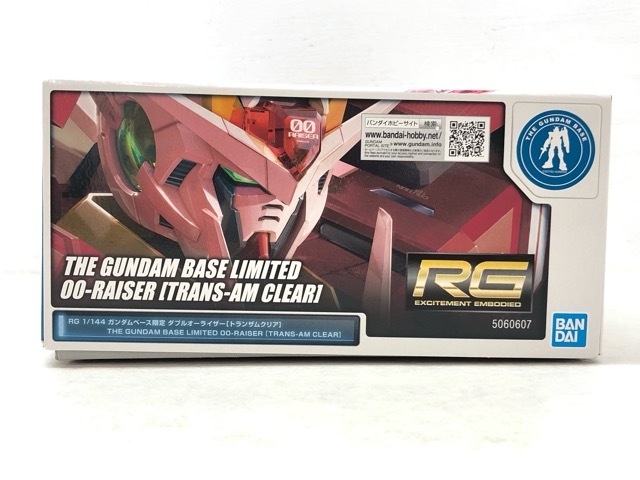 00
RAISER
バンダイホビーサイト 検索
www.bandai-hobby.net/
GUNDAM
PORTAL SITE
www.gundam.info
THE GUNDAM BASE
THE GUNDAM BASE LIMITED
OO-RAISER [TRANS-AM CLEAR]
RG
EXCITEMENT EMBODIED
RG 1/144 ガンダムベース限定 ダブルオーライザー[トランザムクリア]
THE GUNDAM BASE LIMITED OO-RAISER [TRANS-AM CLEAR]
5060607
BAN
DAI